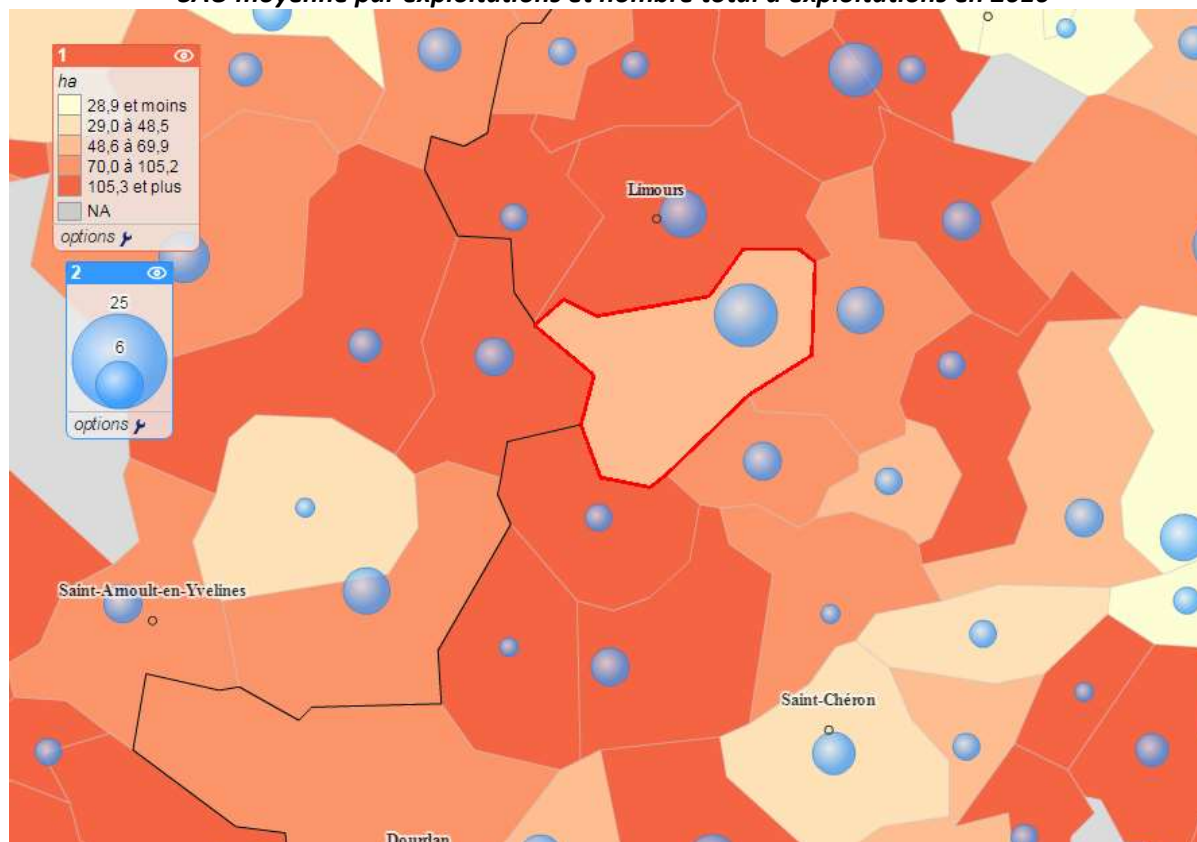 SAU moyenne par exploitations et nombre total d'exploitations en 2010
1
ha
28,9 et moins
29,0 à 48,5
48,6 à 69,9
70,0 à 105,2
105,3 et plus
NA
options
2
25
6
options
Limours
Saint-Arnoult-en-Yvelines
Saint-Chéron
Dourdan